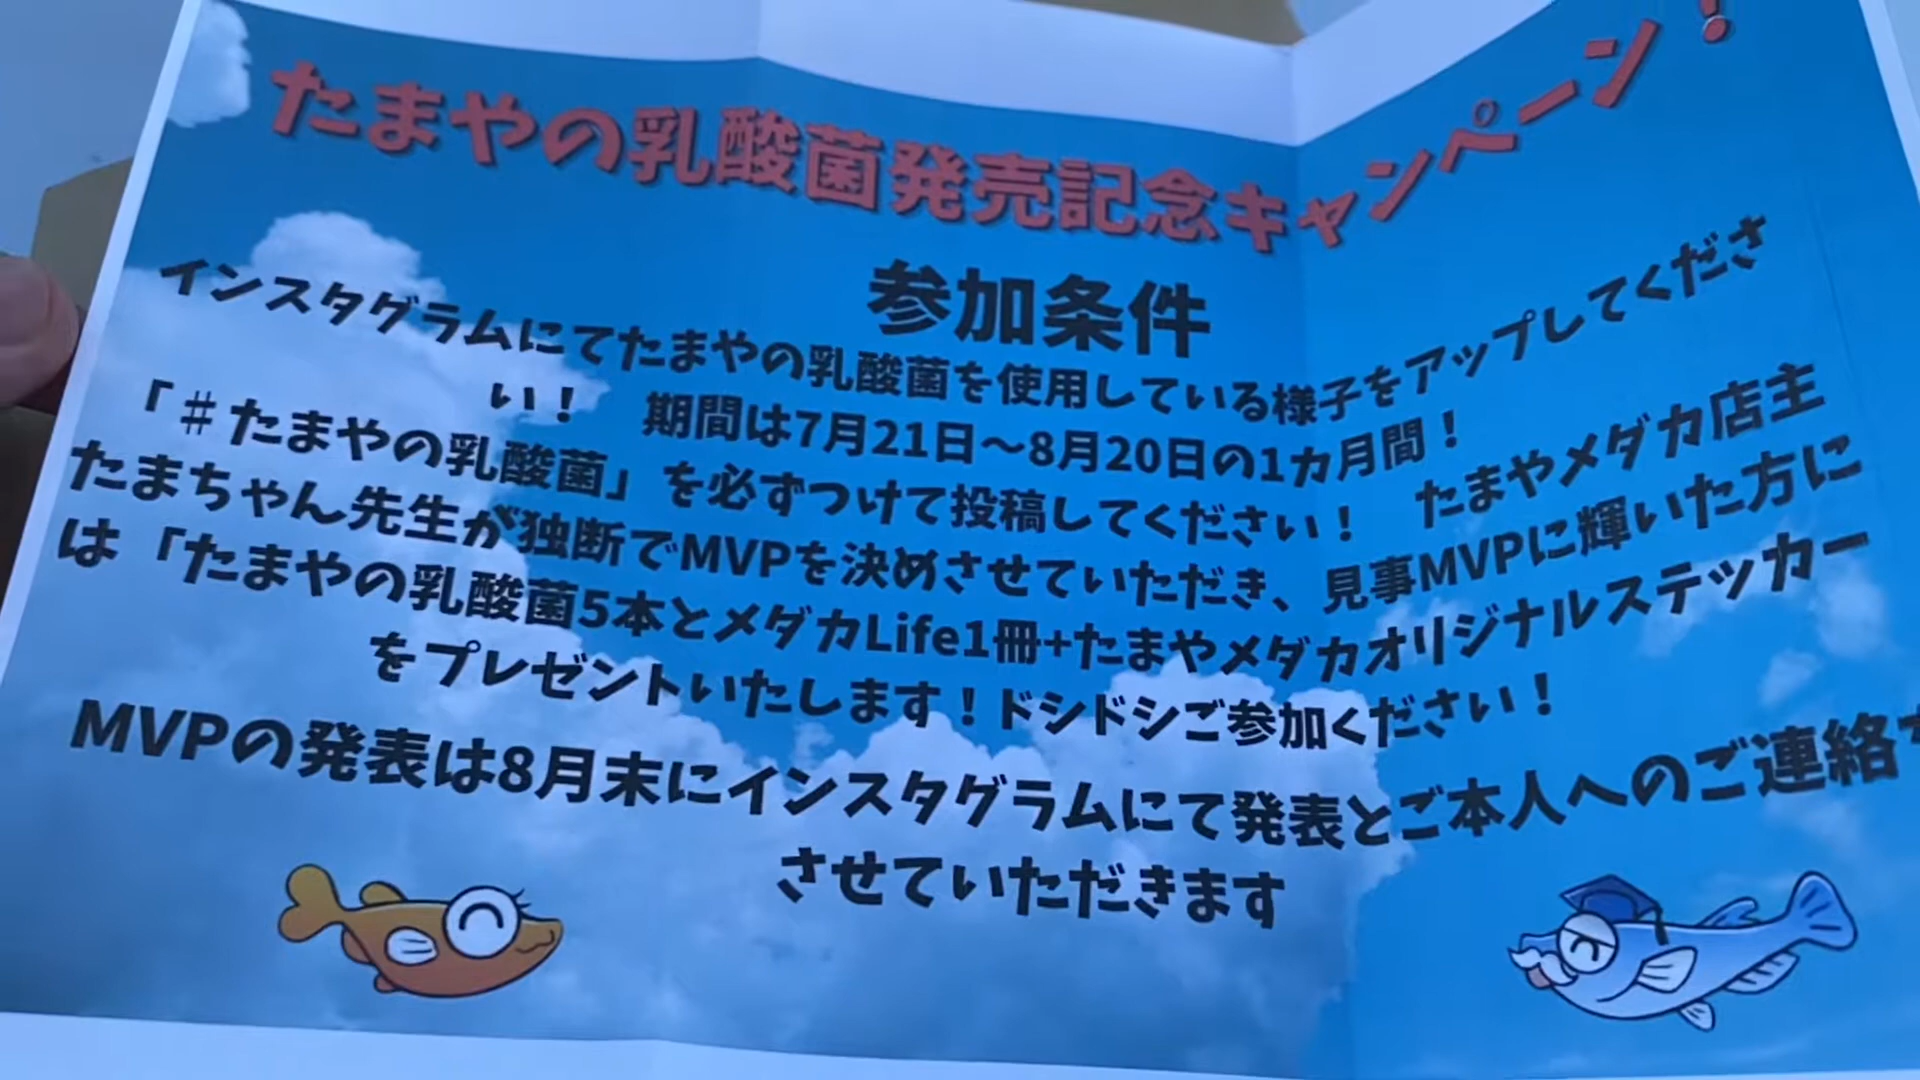 たまやの乳酸菌発売記念キャンペーン！
参加条件
インスタグラムにてたまやの乳酸菌を使用している様子をアップしてくださ
い！　期間は7月21日〜8月20日の1カ月間！
「＃たまやの乳酸菌」を必ずつけて投稿してください！　たまやメダカ店主
たまちゃん先生が独断でMVPを決めさせていただき、見事MVPに輝いた方に
は「たまやの乳酸菌5本とメダカLife1冊+たまやメダカオリジナルステッカー
をプレゼントいたします！ドシドシご参加ください！
MVPの発表は8月末にインスタグラムにて発表とご本人へのご連絡
させていただきます